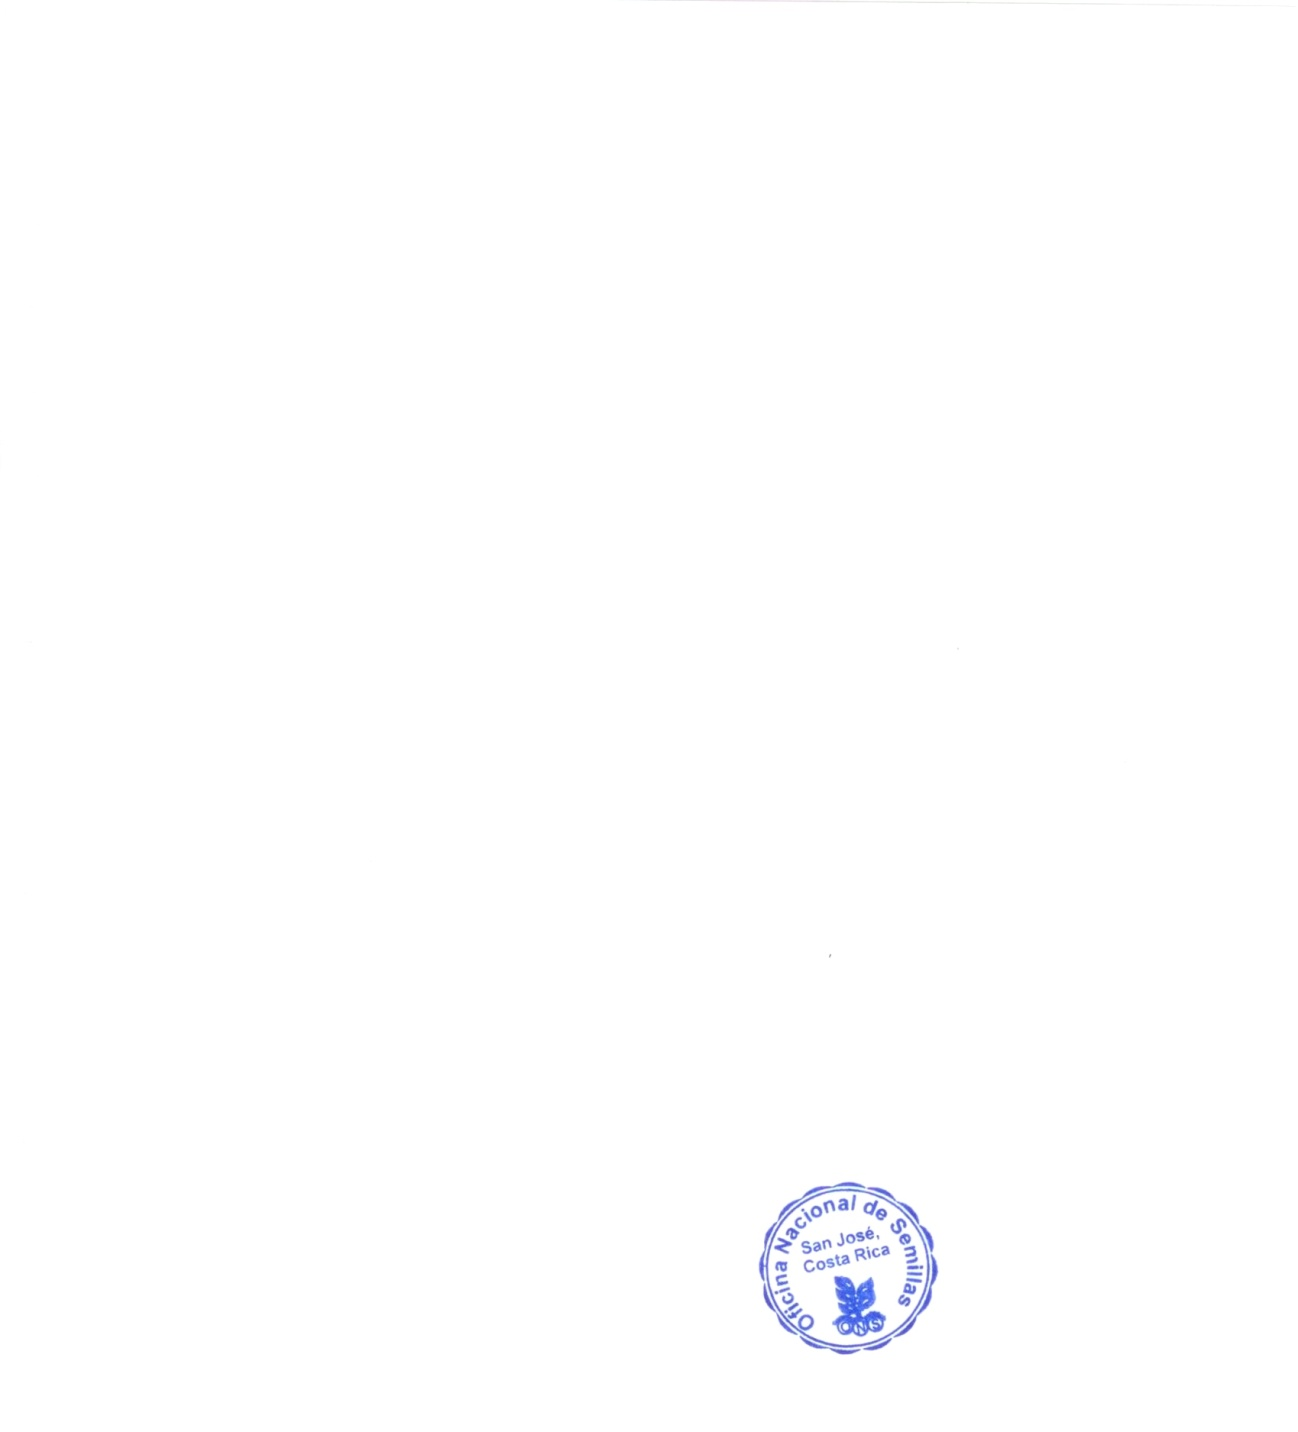 Oficina Nacional de Semillas
San José,
Costa Rica
ONS